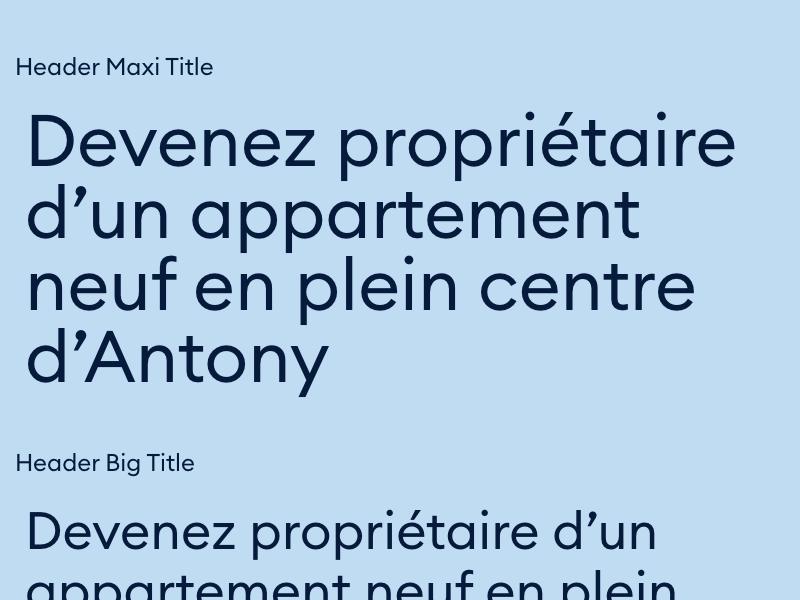 Header Maxi Title
Devenez propriétaire
d’un appartement
neuf en plein centre
d’Antony
Header Big Title
Devenez propriétaire d’un
appartement neuf en plein